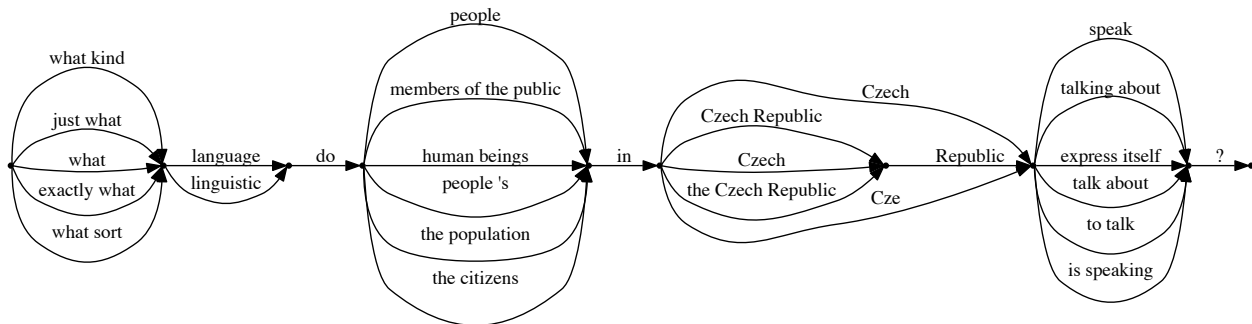 what kind
just what
what
exactly what
what sort
language
linguistic
do
people
members of the public
human beings
people 's
the population
the citizens
in
Czech
Czech Republic
Czech
the Czech Republic
Cze
Republic
speak
talking about
express itself
talk about
to talk
is speaking
?